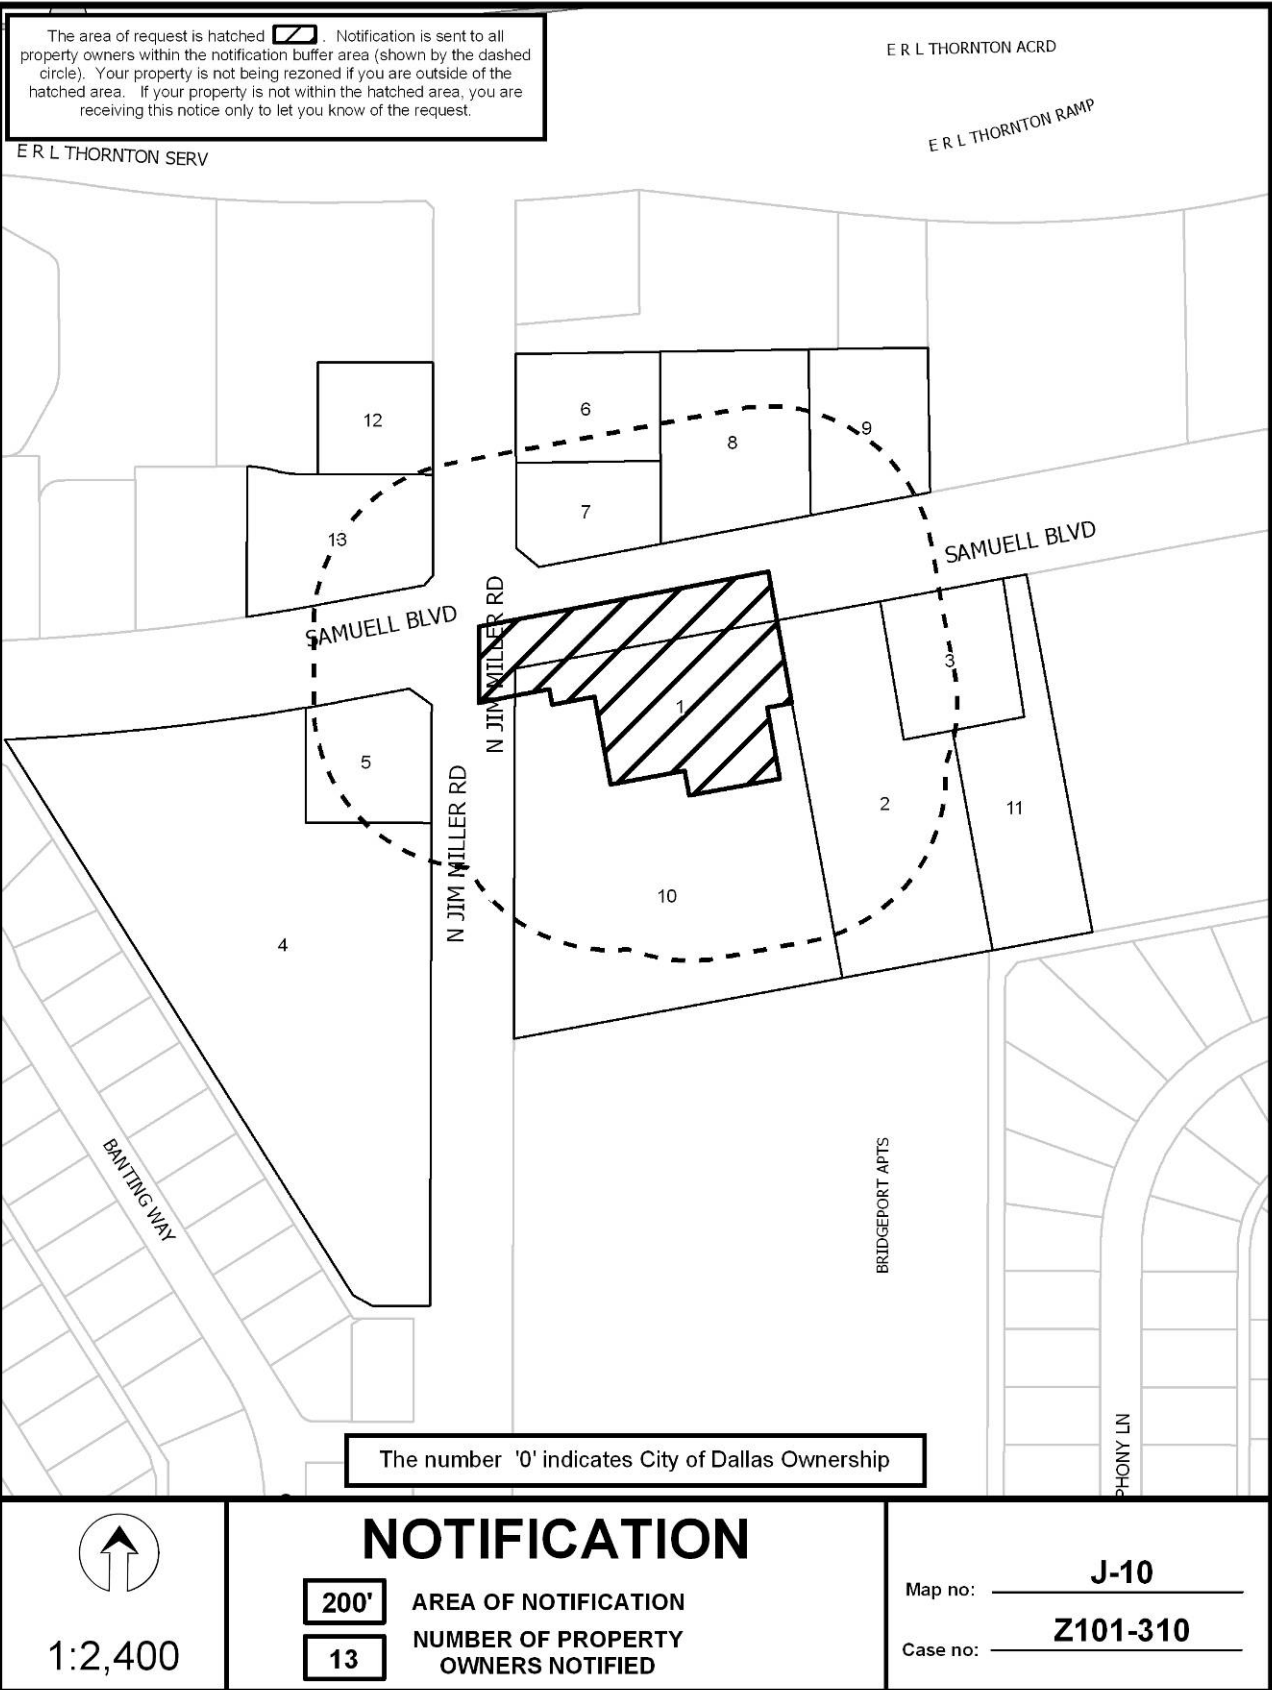 The area of request is hatched . Notification is sent to all
property owners within the notification buffer area (shown by the dashed
circle). Your property is not being rezoned if you are outside of the
hatched area. If your property is not within the hatched area, you are
receiving this notice only to let you know of the request.
E R L THORNTON ACRD
E R L THORNTON RAMP
E R L THORNTON SERV
12
6
8
9
7
13
SAMUELL BLVD
SAMUELL BLVD
N JIM MILLER RD
3
1
5
N JIM MILLER RD
2
11
10
4
BANTING WAY
BRIDGEPORT APTS
PHONY LN
The number '0' indicates City of Dallas Ownership
1:2,400
NOTIFICATION
200' AREA OF NOTIFICATION
13 NUMBER OF PROPERTY
OWNERS NOTIFIED
Map no: J-10
Case no: Z101-310